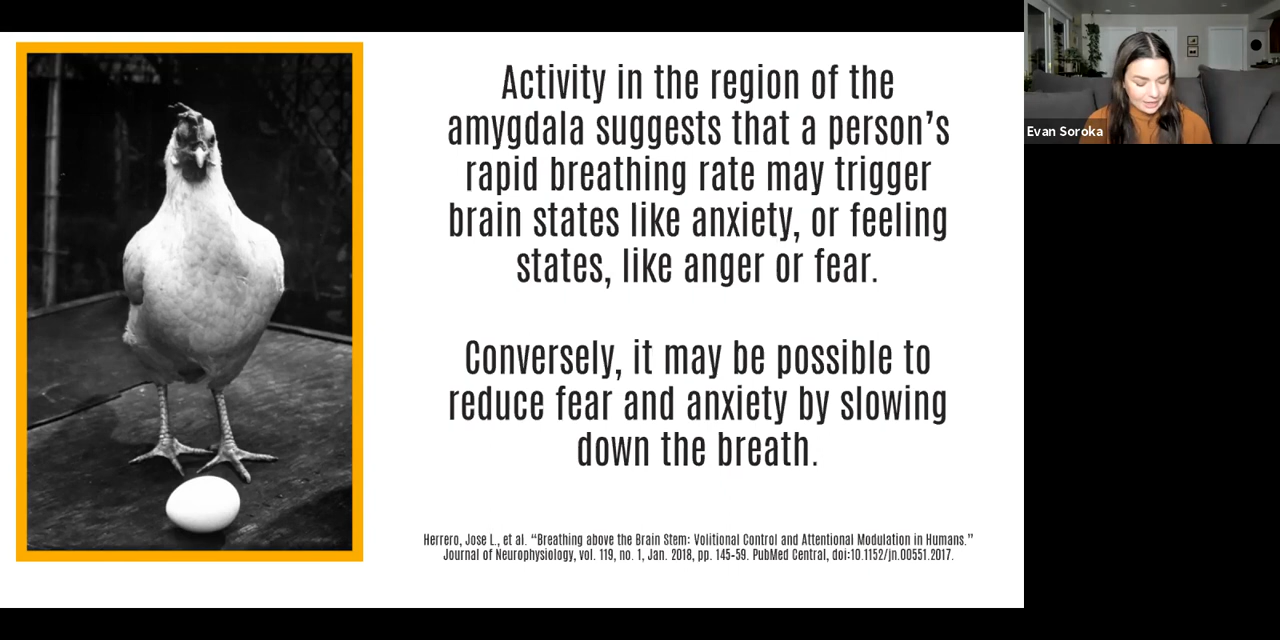 Activity in the region of the
amygdala suggests that a person's
rapid breathing rate may trigger
brain states like anxiety, or feeling
states, like anger or fear.
Conversely, it may be possible to
reduce fear and anxiety by slowing
down the breath.
Herrero, Jose L., et al. “Breathing above the Brain Stem: Volitional Control and Attentional Modulation in Humans.”
Journal of Neurophysiology, vol. 119, no. 1, Jan. 2018, pp. 145–59. PubMed Central, doi:10.1152/jn.00551.2017.
Evan Soroka